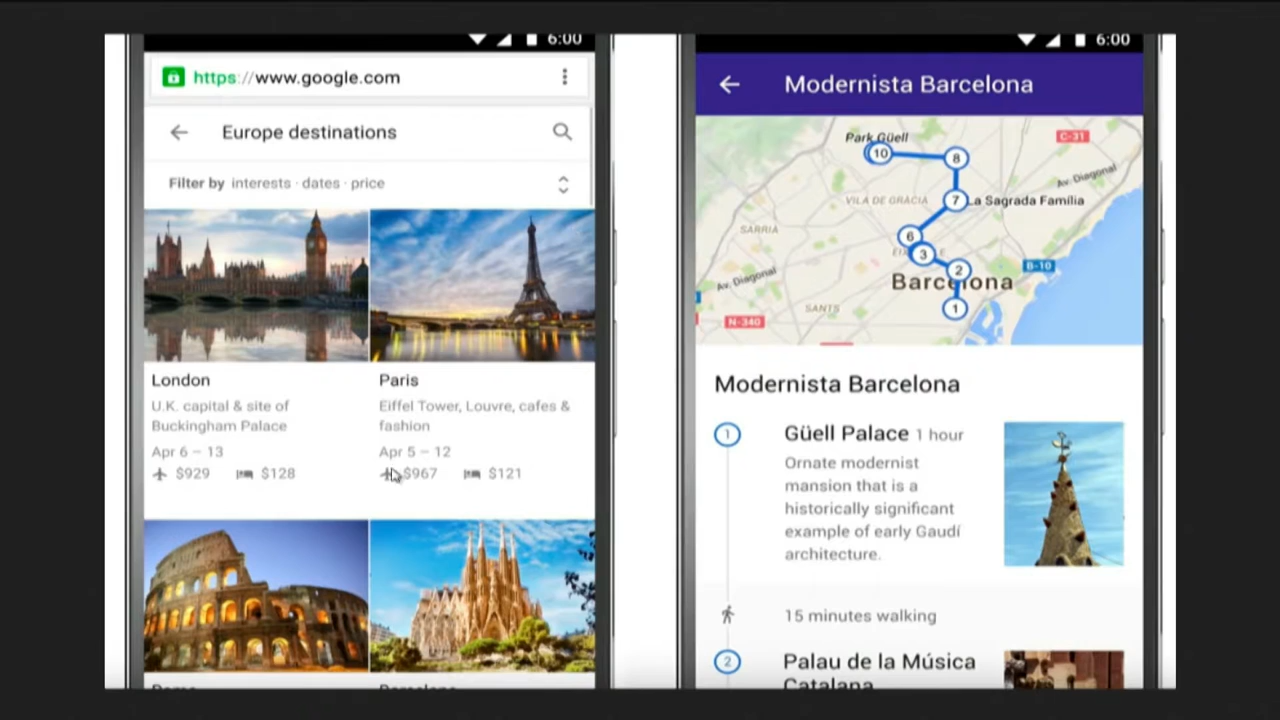 6:00
https://www.google.com
Europe destinations
Filter by interests · dates · price
London
U.K. capital & site of
Buckingham Palace
Apr 6 – 13
$929 $128
Paris
Eiffel Tower, Louvre, cafes &
fashion
Apr 5 – 12
$967 $121
6:00
Modernista Barcelona
Park Güell
C-31
10
8
Av. Diagonal
VILA DE GRÀCIA
7
La Sagrada Família
SARRIÀ
6
3
2
B-10
Av. Diagonal
Barcelona
SANTS
1
N-340
Modernista Barcelona
1
Güell Palace 1 hour
Ornate modernist
mansion that is a
historically significant
example of early Gaudí
architecture.
15 minutes walking
2
Palau de la Música
Catalana